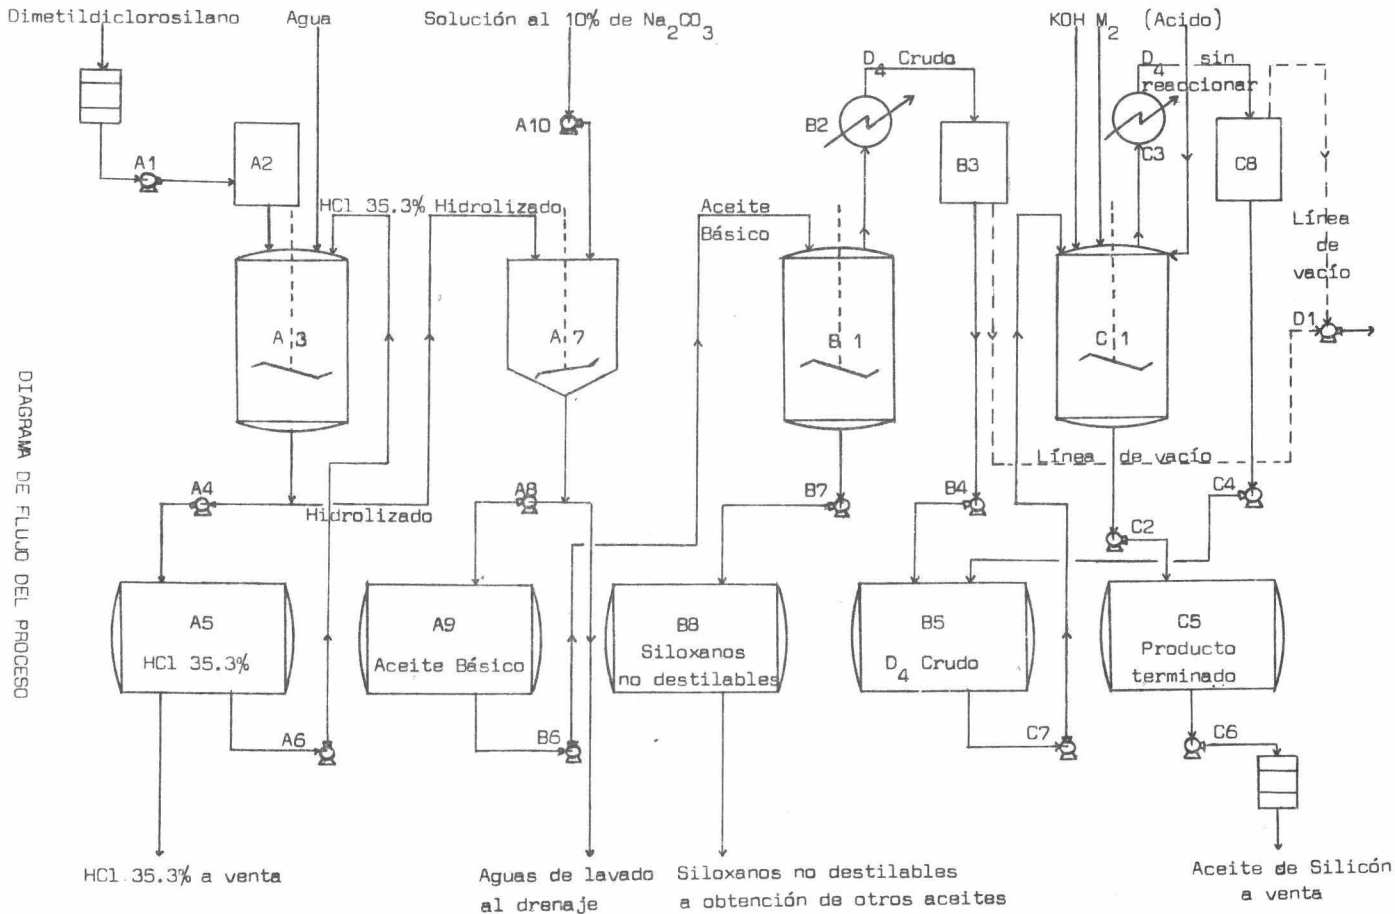 Dimetildiclorosilano
Agua
Solución al 10% de Na2CO3
D4 Crudo
KOH M2 (Acido)
D4 sin
reaccionar
A10
B2
C3
A1
A2
B3
C8
HCl 35.3% Hidrolizado
Aceite
Básico
Línea
de
vacío
D1
A 3
A 7
B 1
C 1
Línea de vacío
A4
Hidrolizado
A8
B7
B4
C4
C2
A5
HCl 35.3%
A9
Aceite Básico
B8
Siloxanos
no destilables
B5
D4 Crudo
C5
Producto
terminado
A6
B6
C7
C6
HCl 35.3% a venta
Aguas de lavado
al drenaje
Siloxanos no destilables
a obtención de otros aceites
Aceite de Silicón
a venta
DIAGRAMA DE FLUJO DEL PROCESO